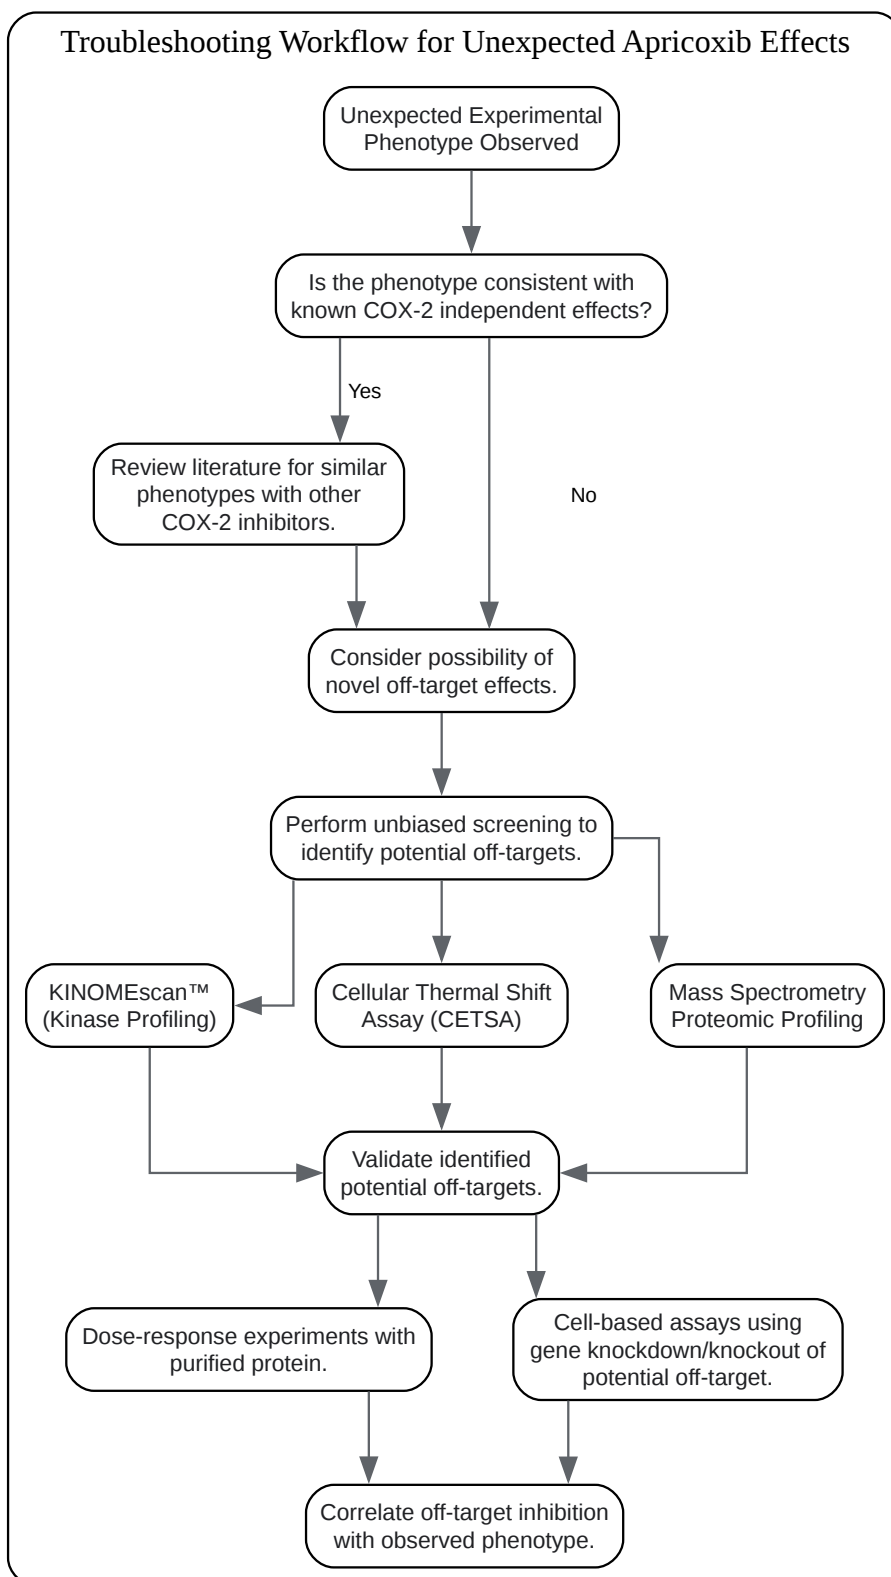 Troubleshooting Workflow for Unexpected Apricoxib Effects
Unexpected Experimental
Phenotype Observed
Is the phenotype consistent with
known COX-2 independent effects?
Yes
Review literature for similar
phenotypes with other
COX-2 inhibitors.
No
Consider possibility of
novel off-target effects.
Perform unbiased screening to
identify potential off-targets.
KINOMEscan™
(Kinase Profiling)
Cellular Thermal Shift
Assay (CETSA)
Mass Spectrometry
Proteomic Profiling
Validate identified
potential off-targets.
Dose-response experiments with
purified protein.
Cell-based assays using
gene knockdown/knockout of
potential off-target.
Correlate off-target inhibition
with observed phenotype.